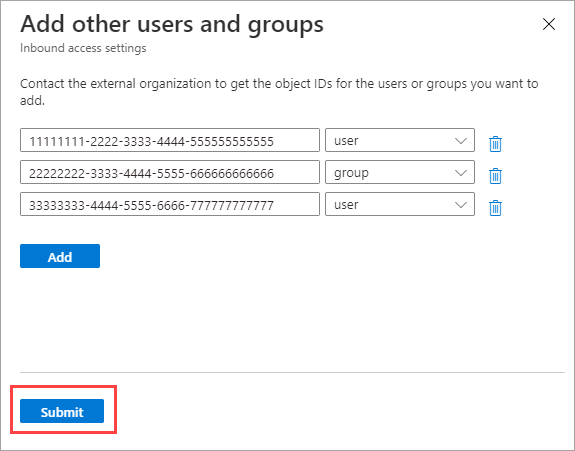 Add other users and groups
Inbound access settings
Contact the external organization to get the object IDs for the users or groups you want to
add.
11111111-2222-3333-4444-555555555555 user
22222222-3333-4444-5555-666666666666 group
33333333-4444-5555-6666-777777777777 user
Add
Submit